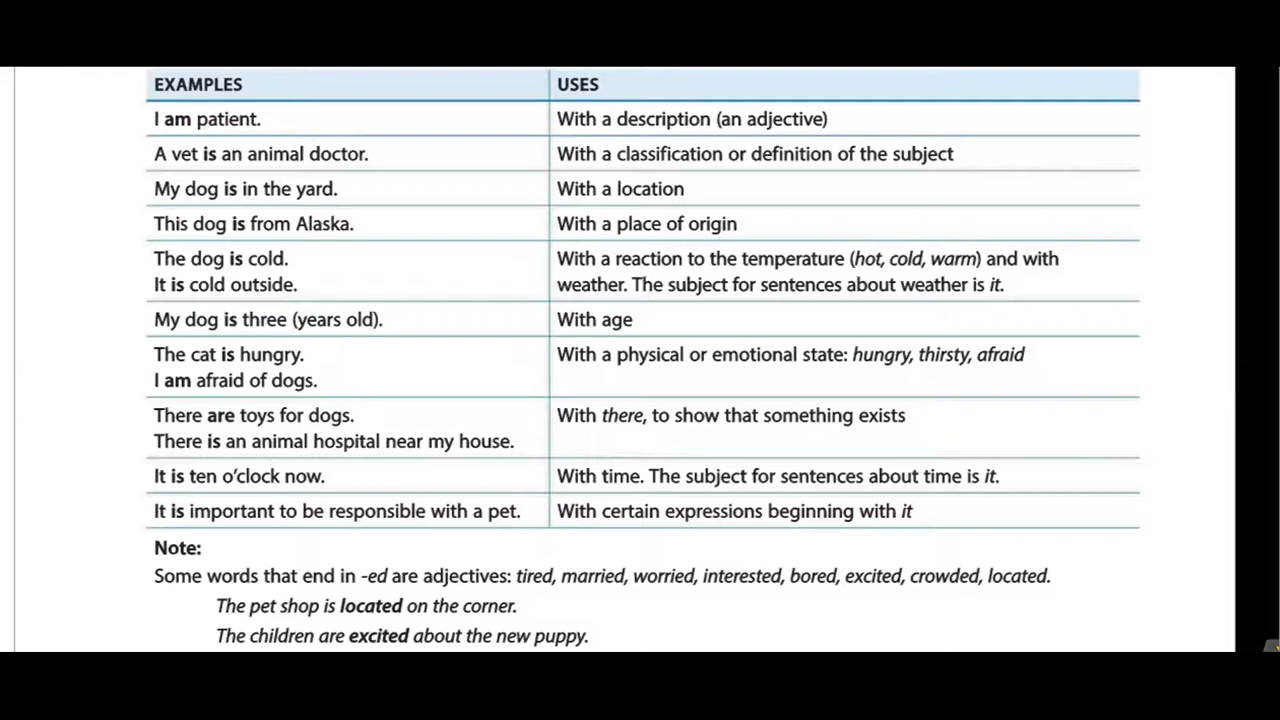 EXAMPLES
USES
I am patient.
With a description (an adjective)
A vet is an animal doctor.
With a classification or definition of the subject
My dog is in the yard.
With a location
This dog is from Alaska.
With a place of origin
The dog is cold.
It is cold outside.
With a reaction to the temperature (hot, cold, warm) and with
weather. The subject for sentences about weather is it.
My dog is three (years old).
With age
The cat is hungry.
I am afraid of dogs.
With a physical or emotional state: hungry, thirsty, afraid
There are toys for dogs.
There is an animal hospital near my house.
With there, to show that something exists
It is ten o’clock now.
With time. The subject for sentences about time is it.
It is important to be responsible with a pet.
With certain expressions beginning with it
Note:
Some words that end in -ed are adjectives: tired, married, worried, interested, bored, excited, crowded, located.
The pet shop is located on the corner.
The children are excited about the new puppy.